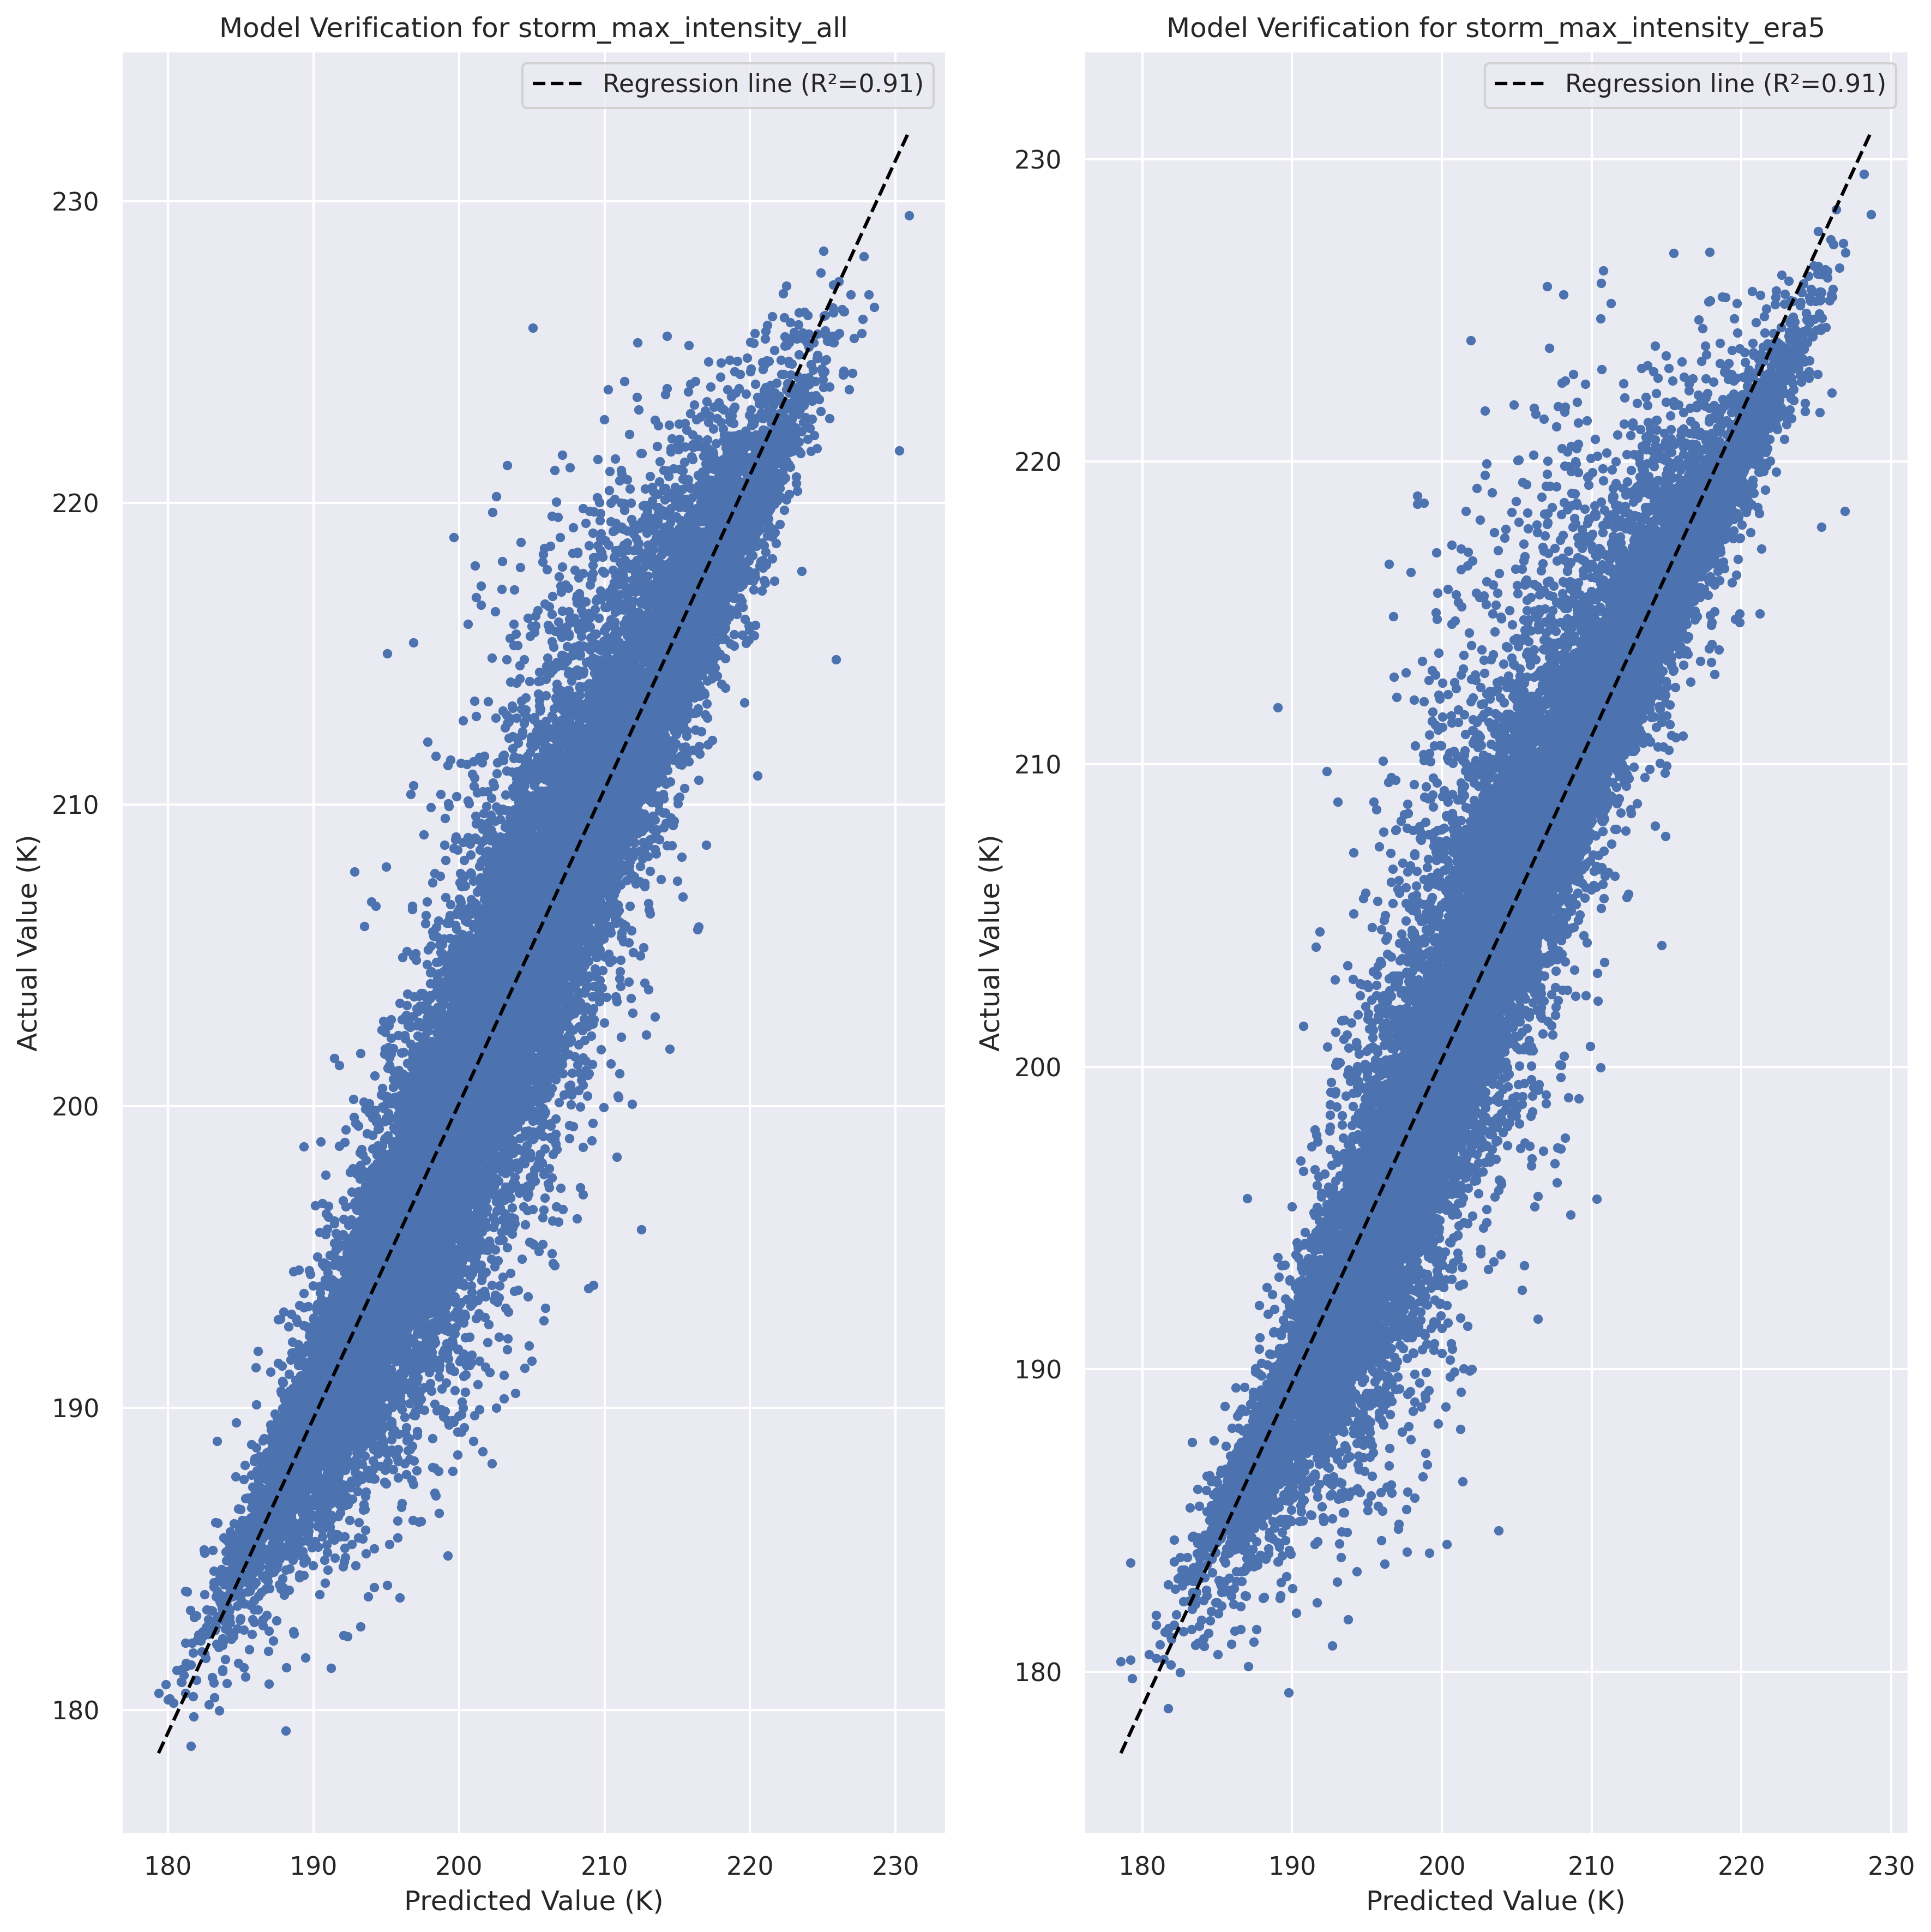 Model Verification for storm_max_intensity_all
Regression line (R²=0.91)
230
220
210
200
190
180
Actual Value (K)
180 190 200 210 220 230
Predicted Value (K)
Model Verification for storm_max_intensity_era5
Regression line (R²=0.91)
230
220
210
200
190
180
Actual Value (K)
180 190 200 210 220 230
Predicted Value (K)